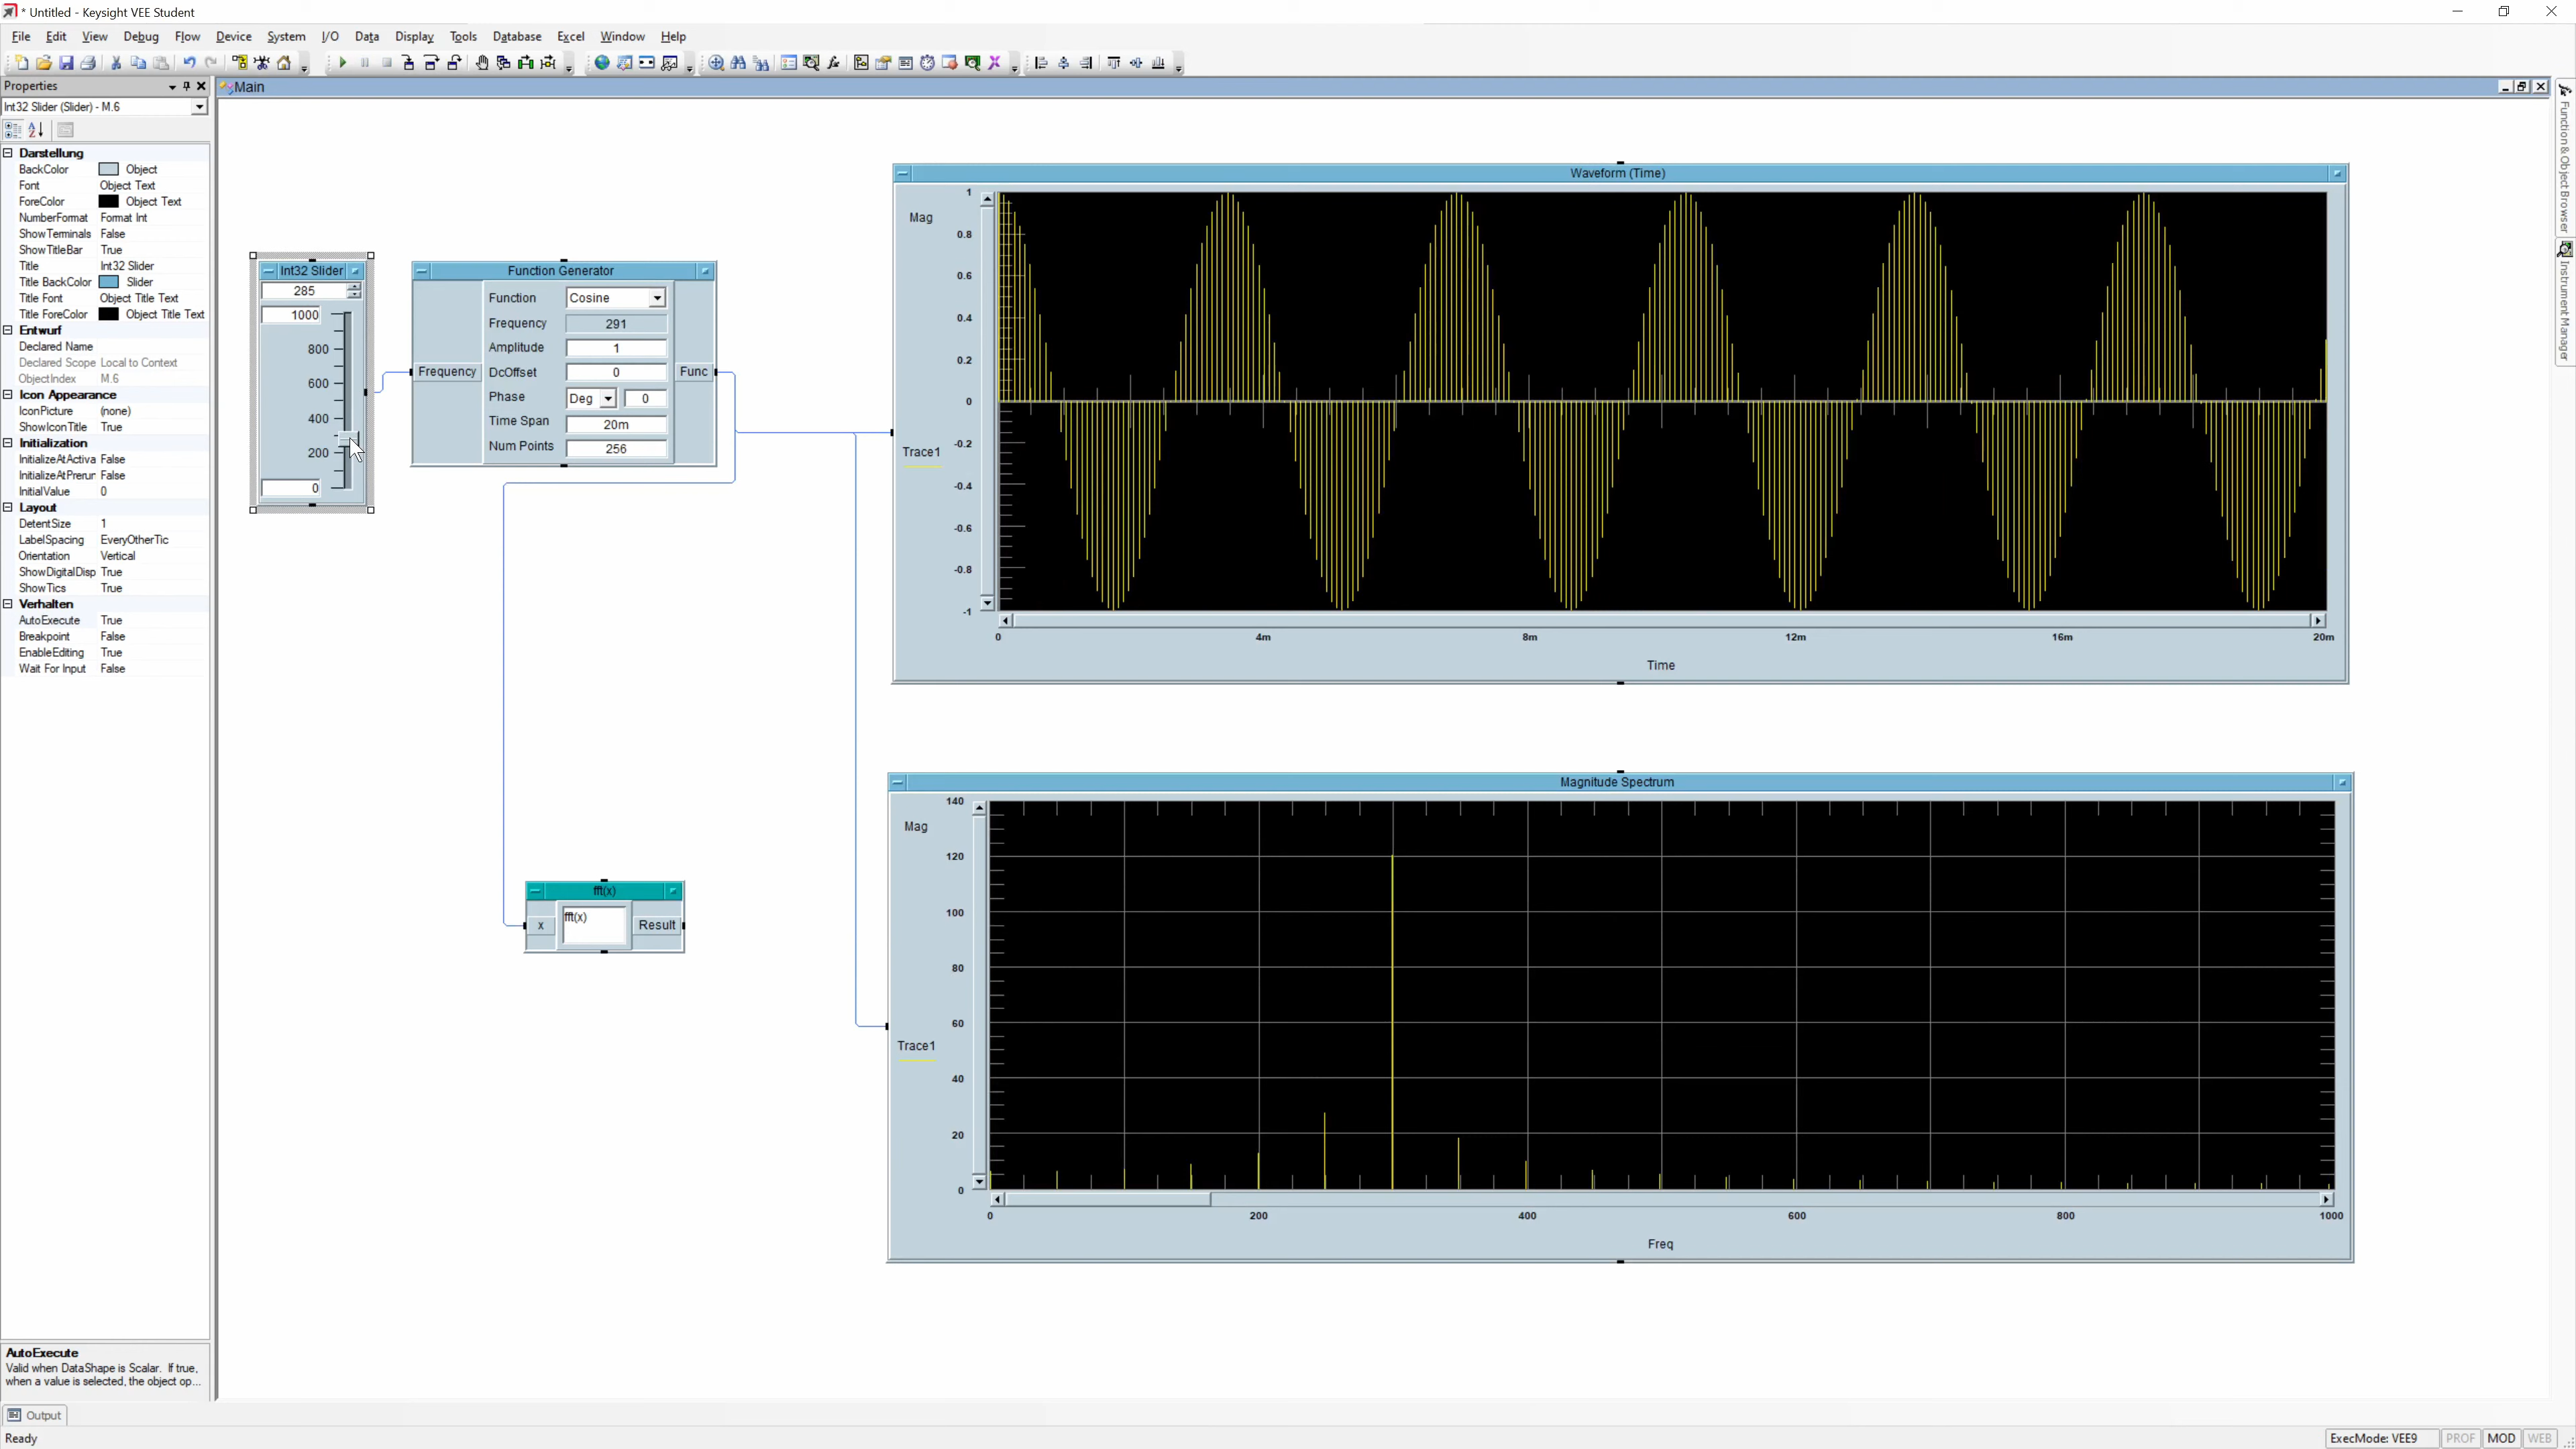 * Untitled - Keysight VEE Student
File Edit View Debug Flow Device System I/O Data Display Tools Database Excel Window Help
Properties
Int32 Slider (Slider) - M.6
Darstellung
BackColor Object
Font Object Text
ForeColor Object Text
NumberFormat Format Int
ShowTerminals False
ShowTitleBar True
Title Int32 Slider
Title BackColor Slider
Title Font Object Title Text
Title ForeColor Object Title Text
Entwurf
Declared Name
Declared Scope Local to Context
ObjectIndex M.6
Icon Appearance
IconPicture (none)
ShowIconTitle True
Initialization
InitializeAtActiva False
InitializeAtPrerun False
InitialValue 0
Layout
DetentSize 1
LabelSpacing EveryOtherTic
Orientation Vertical
ShowDigitalDisp True
ShowTics True
Verhalten
AutoExecute True
Breakpoint False
EnableEditing True
Wait For Input False
AutoExecute
Valid when DataShape is Scalar. If true,
when a value is selected, the object op...
Output
Ready
Main
Int32 Slider
285
1000
800
600
400
200
0
Function Generator
Frequency
Function Cosine
Frequency 291
Amplitude 1
DcOffset 0
Phase Deg 0
Time Span 20m
Num Points 256
Func
fft(x)
x
fft(x)
Result
Waveform (Time)
Mag
Trace1
1
0.8
0.6
0.4
0.2
0
-0.2
-0.4
-0.6
-0.8
-1
0 4m 8m 12m 16m 20m
Time
Magnitude Spectrum
Mag
Trace1
140
120
100
80
60
40
20
0
0 200 400 600 800 1000
Freq
Function & Object Browser
Instrument Manager
ExecMode: VEE9 PROF MOD WEB